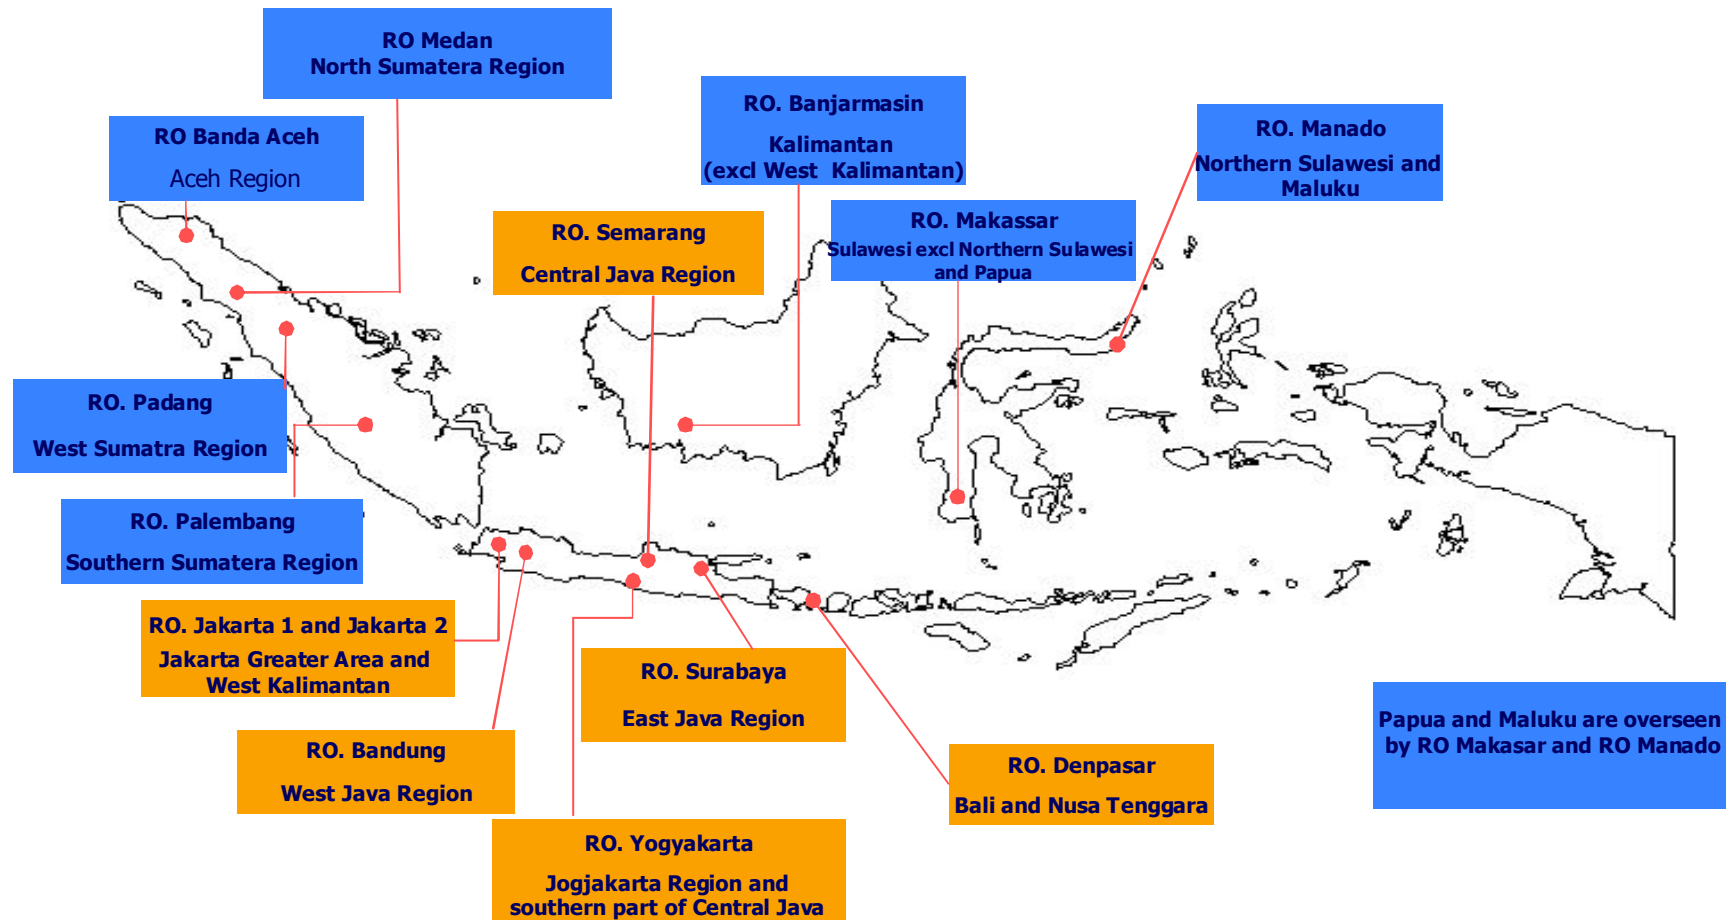 RO Medan
North Sumatera Region
RO Banda Aceh
Aceh Region
RO. Banjarmasin
Kalimantan
(excl West Kalimantan)
RO. Manado
Northern Sulawesi and
Maluku
RO. Semarang
Central Java Region
RO. Makassar
Sulawesi excl Northern Sulawesi
and Papua
RO. Padang
West Sumatra Region
RO. Palembang
Southern Sumatera Region
RO. Jakarta 1 and Jakarta 2
Jakarta Greater Area and
West Kalimantan
RO. Surabaya
East Java Region
RO. Bandung
West Java Region
RO. Denpasar
Bali and Nusa Tenggara
Papua and Maluku are overseen
by RO Makasar and RO Manado
RO. Yogyakarta
Jogjakarta Region and
southern part of Central Java